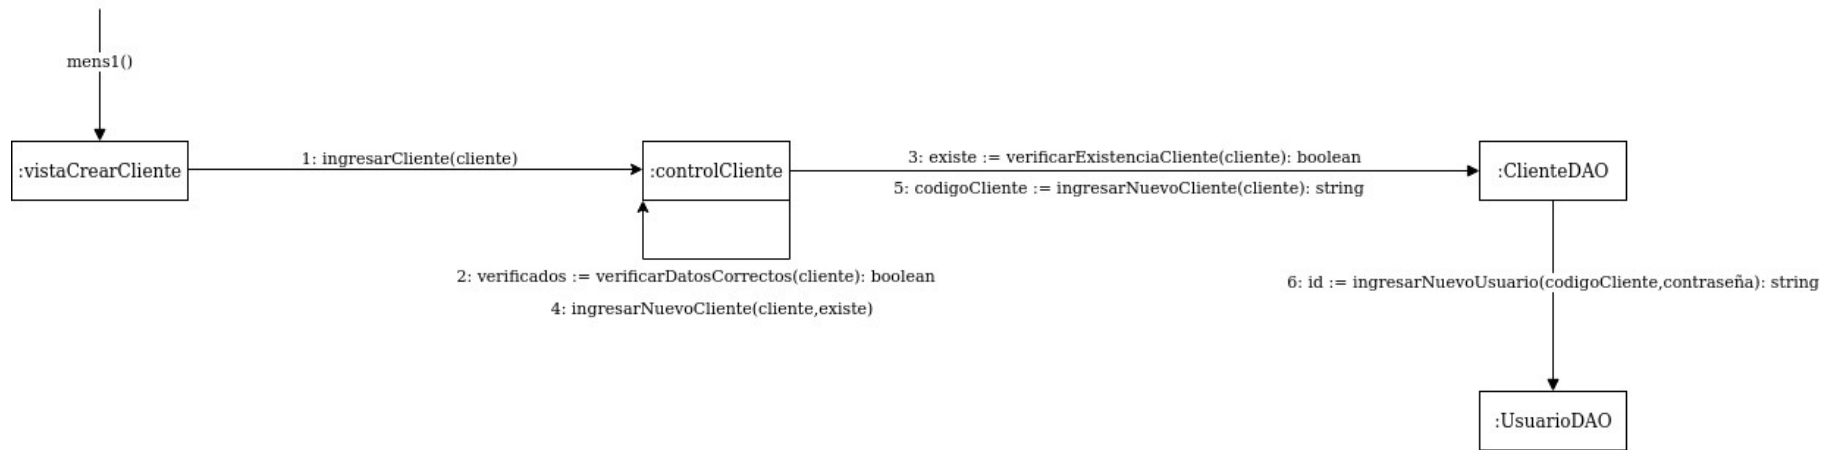 mens1()
:vistaCrearCliente
1: ingresarCliente(cliente)
:controlCliente
3: existe := verificarExistenciaCliente(cliente): boolean
5: codigoCliente := ingresarNuevoCliente(cliente): string
:ClienteDAO
2: verificados := verificarDatosCorrectos(cliente): boolean
4: ingresarNuevoCliente(cliente,existe)
6: id := ingresarNuevoUsuario(codigoCliente,contraseña): string
:UsuarioDAO